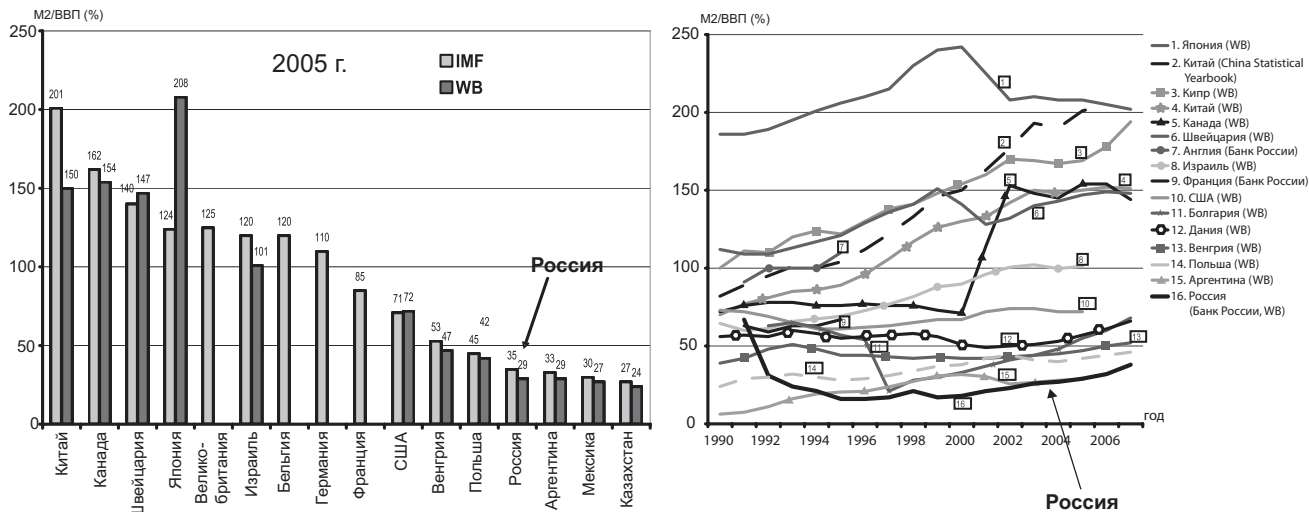 М2/ВВП (%)
250
200
150
100
50
0
2005 г.
IMF
WB
201
150
162
154
140
147
124
208
125
120
101
120
110
85
71
72
53
47
45
42
35
29
33
29
30
27
27
24
Россия
Китай
Канада
Швейцария
Япония
Велико-
британия
Израиль
Бельгия
Германия
Франция
США
Венгрия
Польша
Россия
Аргентина
Мексика
Казахстан
М2/ВВП (%)
250
200
150
100
50
0
1
2
3
4
5
6
7
8
9
10
11
12
13
14
15
16
1990
1992
1994
1996
1998
2000
2002
2004
2006
год
Россия
1. Япония (WB)
2. Китай (China Statistical
Yearbook)
3. Кипр (WB)
4. Китай (WB)
5. Канада (WB)
6. Швейцария (WB)
7. Англия (Банк России)
8. Израиль (WB)
9. Франция (Банк России)
10. США (WB)
11. Болгария (WB)
12. Дания (WB)
13. Венгрия (WB)
14. Польша (WB)
15. Аргентина (WB)
16. Россия
(Банк России, WB)